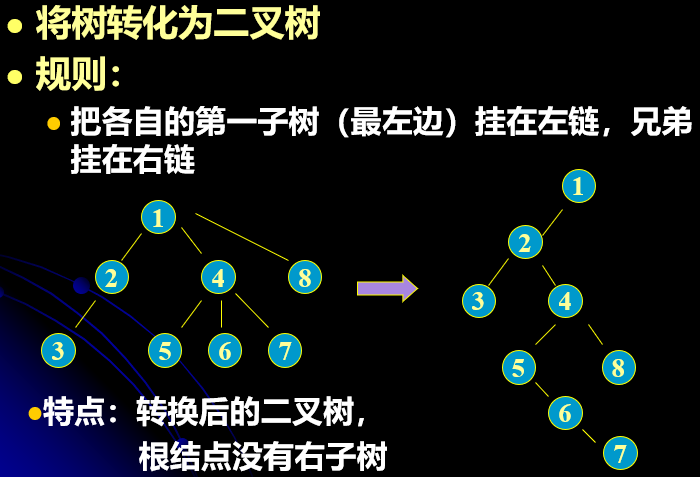 将树转化为二叉树
规则：
把各自的第一子树（最左边）挂在左链，兄弟
挂在右链
1
2 4 8
3 5 6 7
1
2
3 4
5 8
6
7
特点：转换后的二叉树，
根结点没有右子树